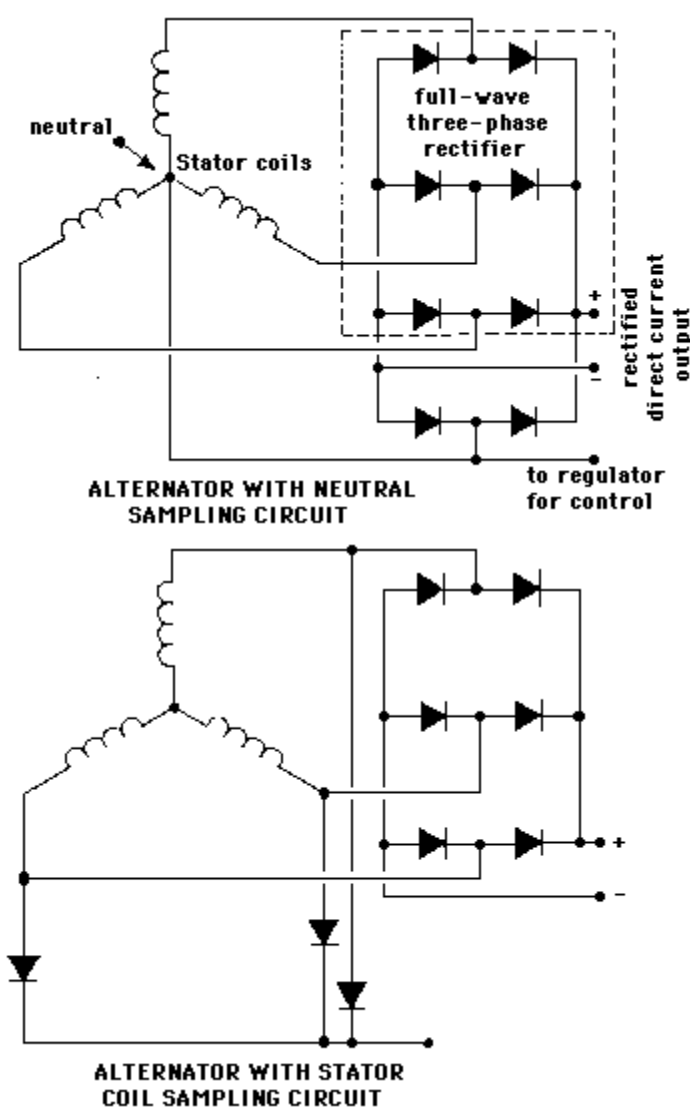 full-wave
three-phase
rectifier
neutral
Stator coils
+
-
rectified
direct current
output
to regulator
for control
ALTERNATOR WITH NEUTRAL
SAMPLING CIRCUIT
+
-
ALTERNATOR WITH STATOR
COIL SAMPLING CIRCUIT